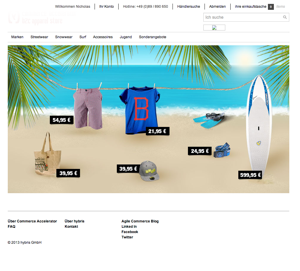 Willkommen Nicholas
Ihr Konto
Hotline: +49 (0)89 / 890 650
Händlersuche
Abmelden
Ihre einkaufstasche
Ich suche
Marken Streetwear Snowwear Surf Accessoires Jugend Sonderangebote
54,95 €
B
21,95 €
24,95 €
39,95 €
39,95 €
599,95 €
Über Commerce Accelerator Über hybris Agile Commerce Blog
FAQ Kontakt Linked In
Facebook
Twitter
© 2013 hybris GmbH